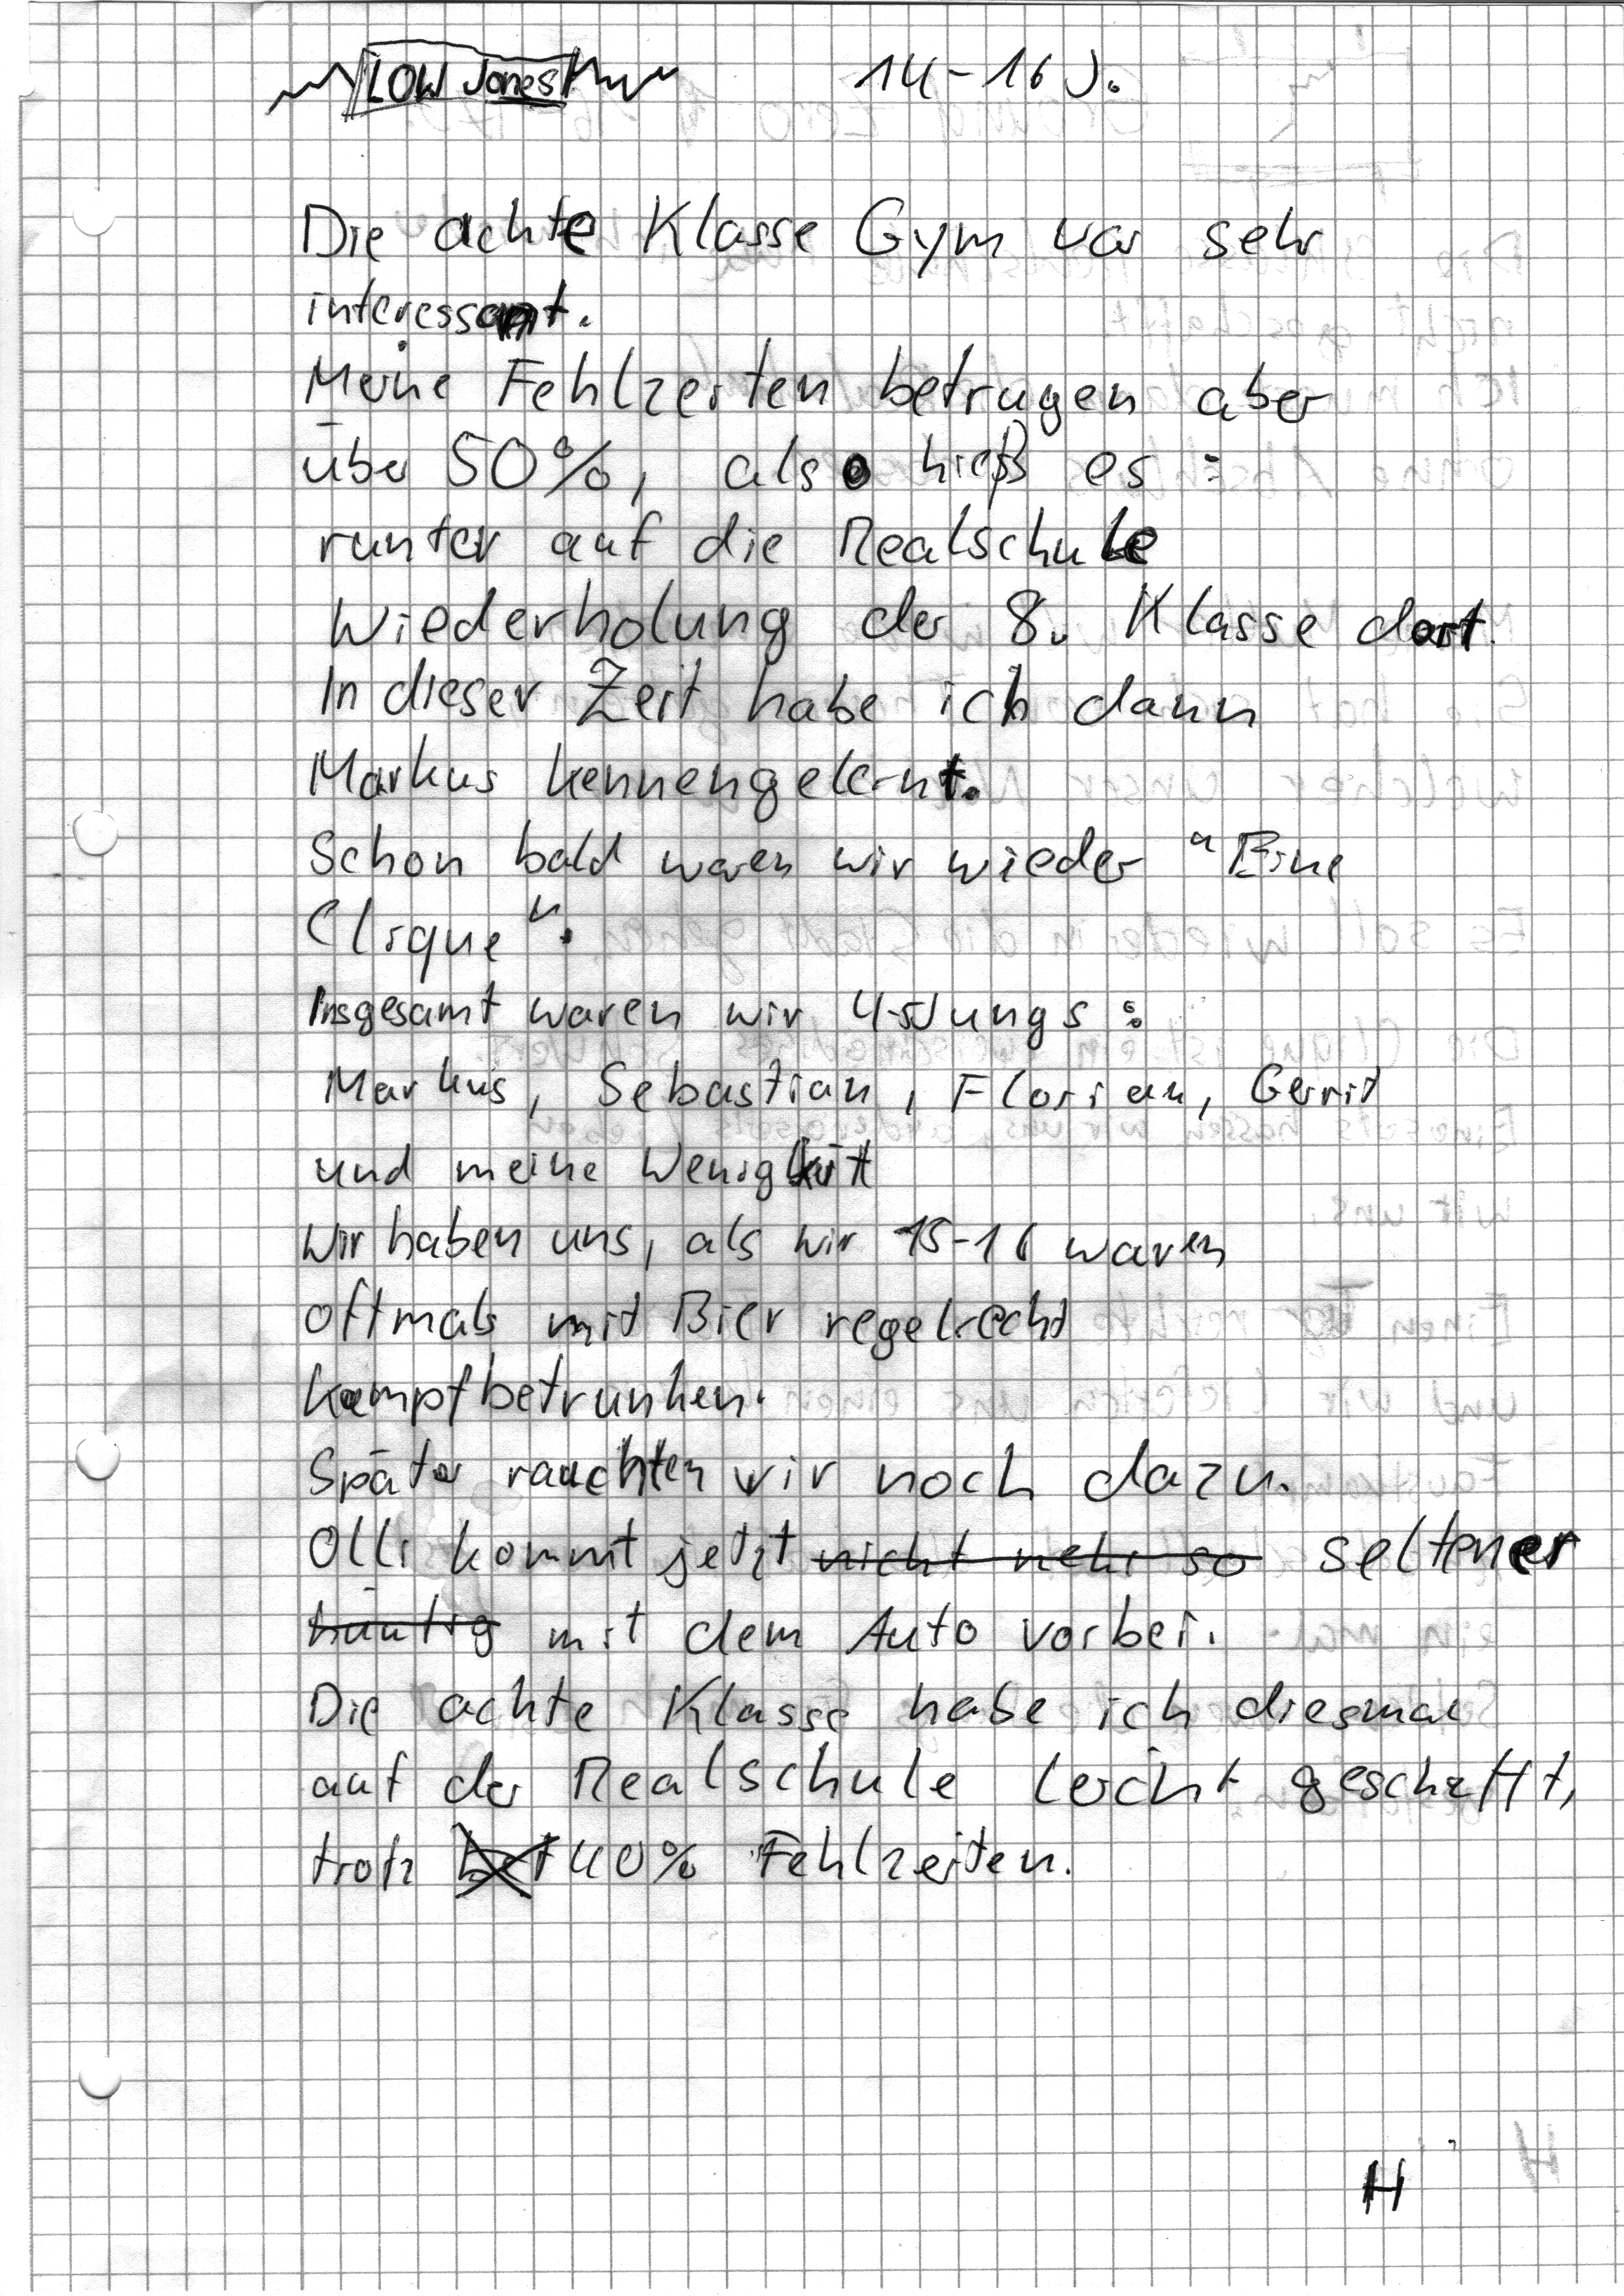 LOW Jones 14-16 J.
Die achte Klasse Gym war sehr
interessant.
Meine Fehlzeiten betrugen aber
über 50%, also hieß es:
runter auf die Realschule
Wiederholung der 8. Klasse dort.
In dieser Zeit habe ich dann
Markus kennengelernt.
Schon bald waren wir wieder "Eine
Clique".
Insgesamt waren wir 4-5 Jungs:
Markus, Sebastian, Florian, Gerrit
und meine Wenigkeit
Wir haben uns, als wir 15-16 waren
oftmals mit Bier regelrecht
kampfbetrunken.
Später rauchten wir noch dazu.
Olli kommt jetzt nicht mehr so seltener
häufig mit dem Auto vorbei.
Die achte Klasse habe ich diesmal
auf der Realschule leicht geschafft,
trotz 40% Fehlzeiten.
H